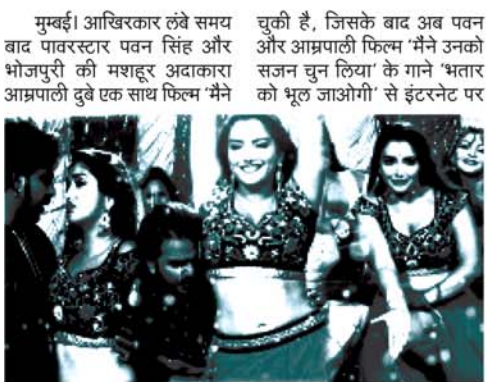 मुम्बई। आखिरकार लंबे समय
बाद पावरस्टार पवन सिंह और
भोजपुरी की मशहूर अदाकारा
आम्रपाली दुबे एक साथ फिल्म 'मैने
चुकी है, जिसके बाद अब पवन
और आम्रपाली फिल्म 'मैने उनको
सजन चुन लिया' के गाने 'भतार
को भूल जाओगी' से इंटरनेट पर